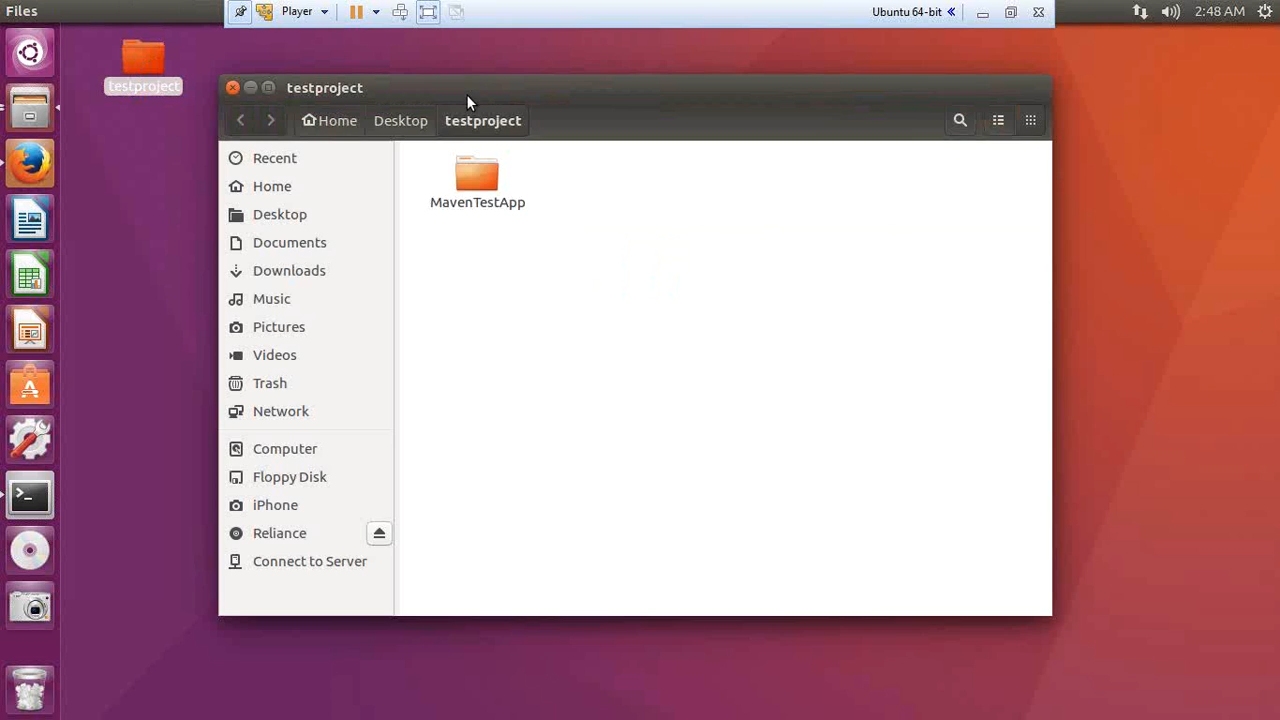 Files
Player
Ubuntu 64-bit
2:48 AM
testproject
testproject
Home
Desktop
testproject
Recent
Home
Desktop
Documents
Downloads
Music
Pictures
Videos
Trash
Network
Computer
Floppy Disk
iPhone
Reliance
Connect to Server
MavenTestApp